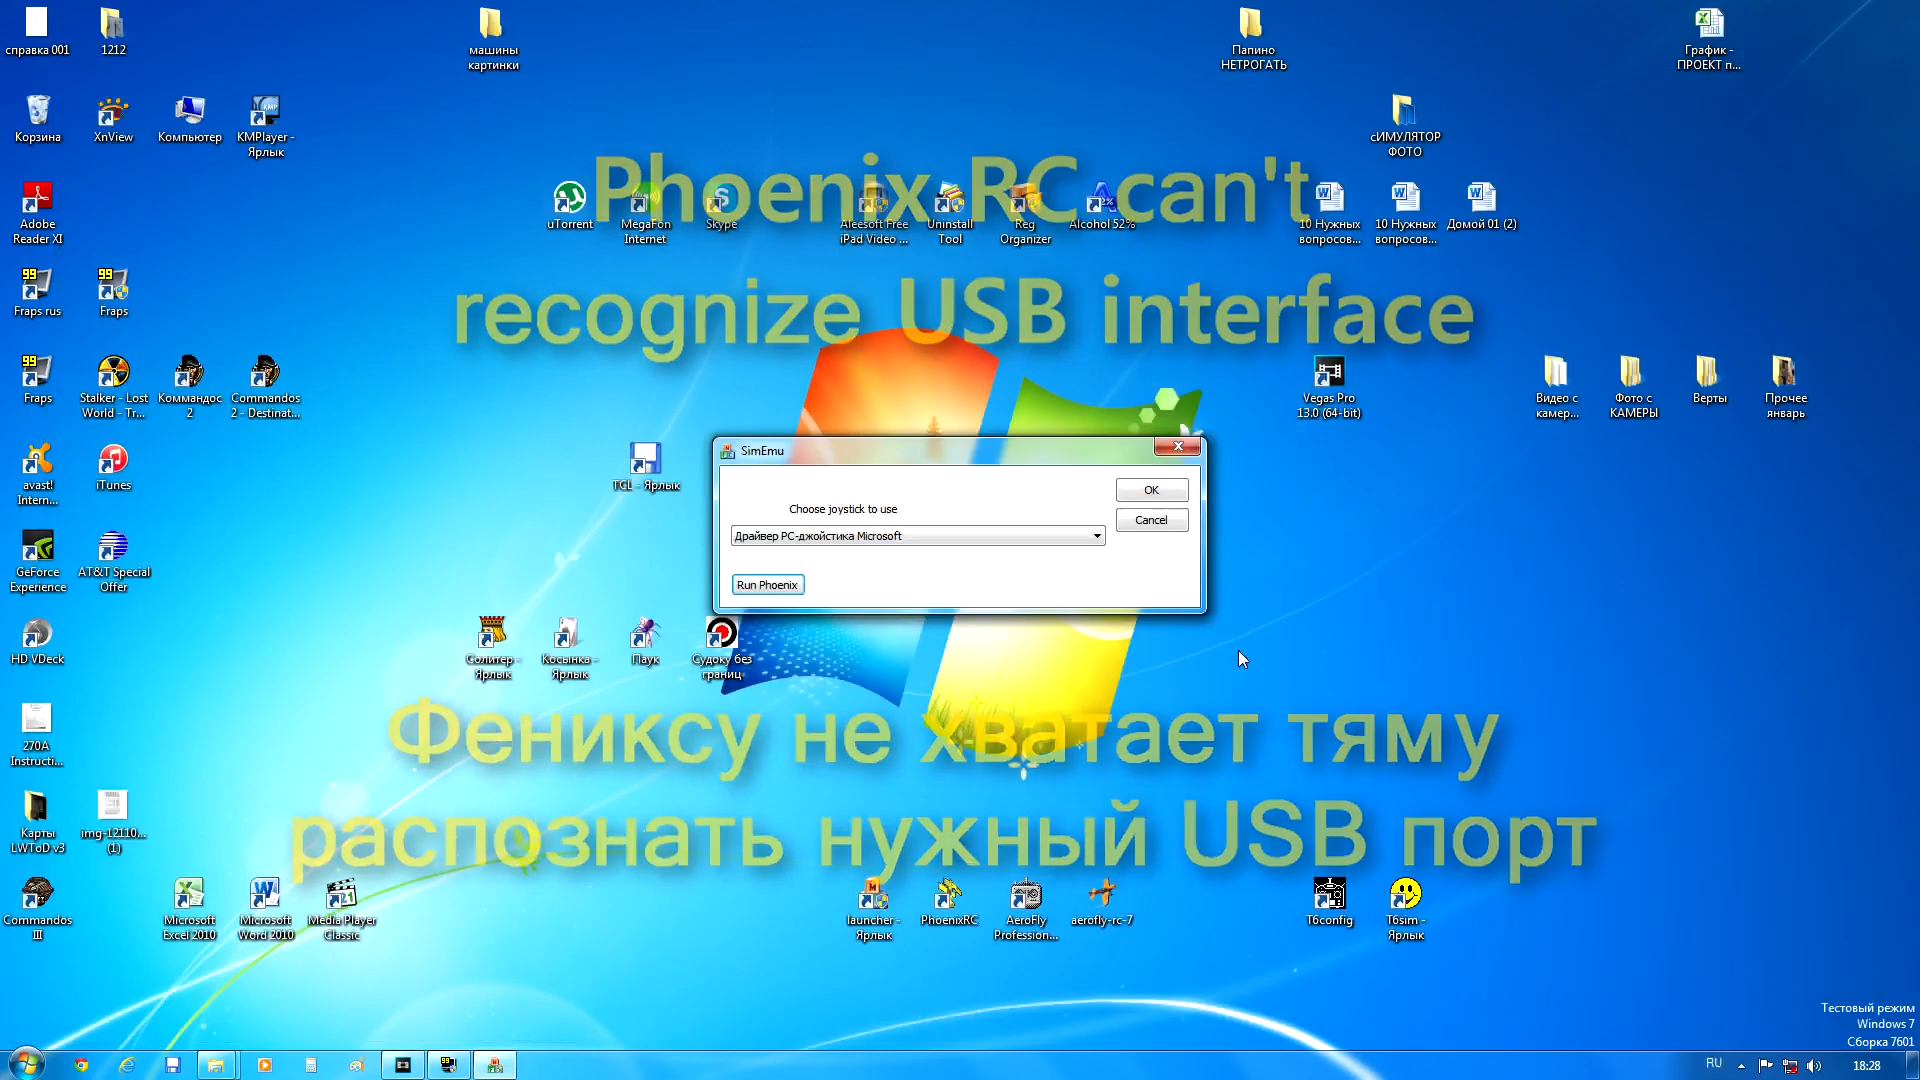 справка 001
1212
машины картинки
Папино НЕТРОГАТЬ
График - ПРОЕКТ п...
Корзина
XnView
Компьютер
KMPlayer - Ярлык
сИМУЛЯТОР ФОТО
Phoenix RC can't
Adobe Reader XI
uTorrent
MegaFon Internet
Skype
Aleesoft Free iPad Video ...
Uninstall Tool
Reg Organizer
Alcohol 52%
10 Нужных вопросов...
10 Нужных вопросов...
Домой 01 (2)
recognize USB interface
Fraps rus
Fraps
Fraps
Stalker - Lost World - Tr...
Коммандос 2
Commandos 2 - Destinat...
Vegas Pro 13.0 (64-bit)
Видео с камер...
Фото с КАМЕРЫ
Верты
Прочее январь
avast! Intern...
iTunes
TCL - Ярлык
SimEmu
Choose joystick to use
OK
Cancel
Драйвер PC-джойстика Microsoft
Run Phoenix
GeForce Experience
AT&T Special Offer
HD VDeck
Солитер - Ярлык
Косынка - Ярлык
Паук
Судоку без границ
Фениксу не хватает тяму
270A Instructi...
распознать нужный USB порт
Карты LWToD v3
img-12110... (1)
Commandos III
Microsoft Excel 2010
Microsoft Word 2010
Media Player Classic
launcher - Ярлык
PhoenixRC
AeroFly Profession...
aerofly-rc-7
T6config
T6sim - Ярлык
Тестовый режим
Windows 7
Сборка 7601
RU
18:28